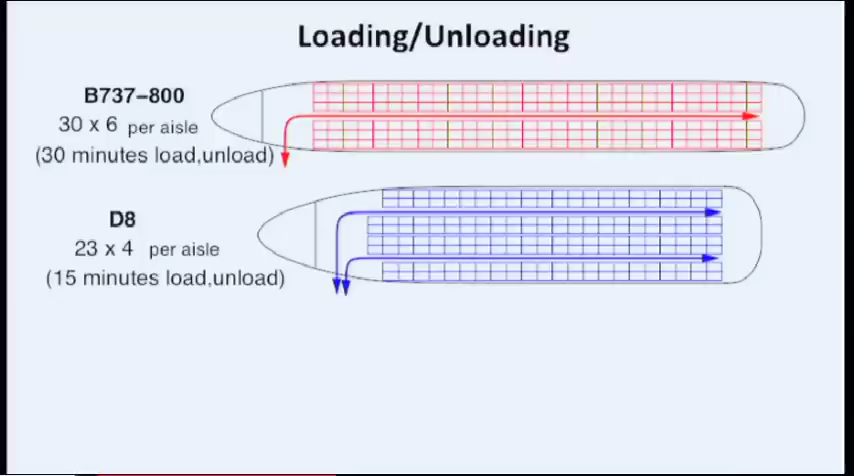 Loading/Unloading
B737-800
30 x 6 per aisle
(30 minutes load,unload)
D8
23 x 4 per aisle
(15 minutes load,unload)